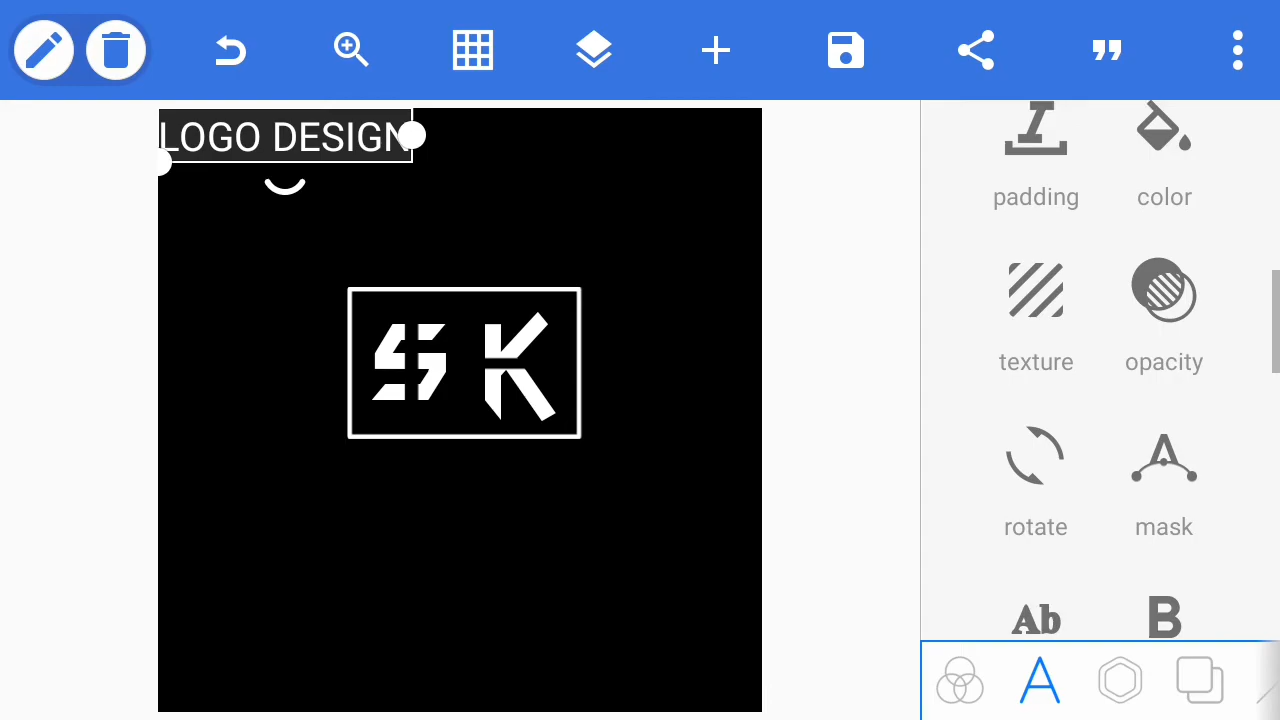 LOGO DESIGN
SK
padding color
texture opacity
rotate mask
Ab B